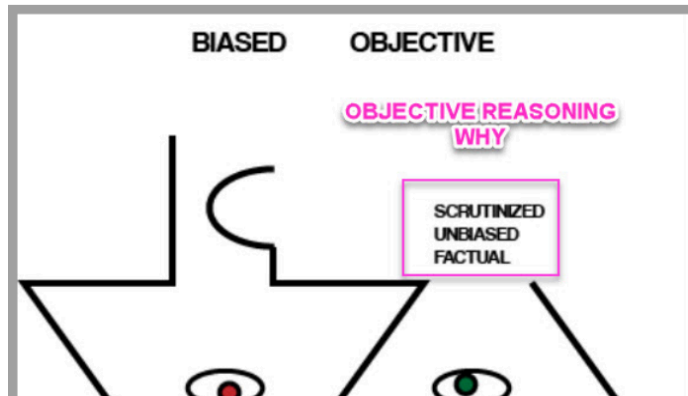 BIASED OBJECTIVE
OBJECTIVE REASONING
WHY
SCRUTINIZED
UNBIASED
FACTUAL